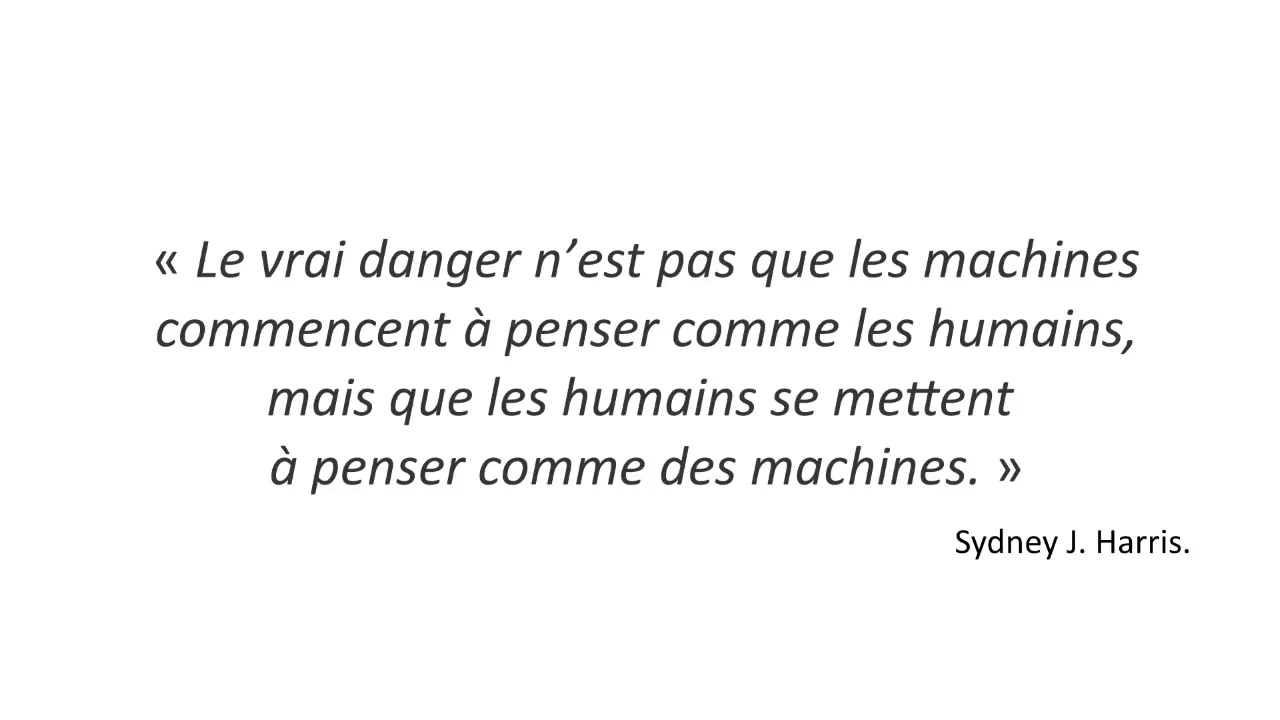 « Le vrai danger n’est pas que les machines
commencent à penser comme les humains,
mais que les humains se mettent
à penser comme des machines. »
Sydney J. Harris.